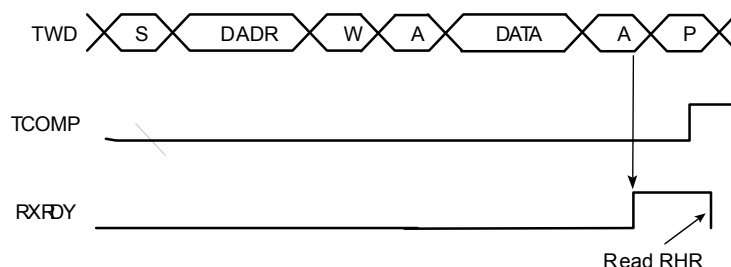 TWD S DADR W A DATA A P
TCOMP
RXRDY
Read RHR